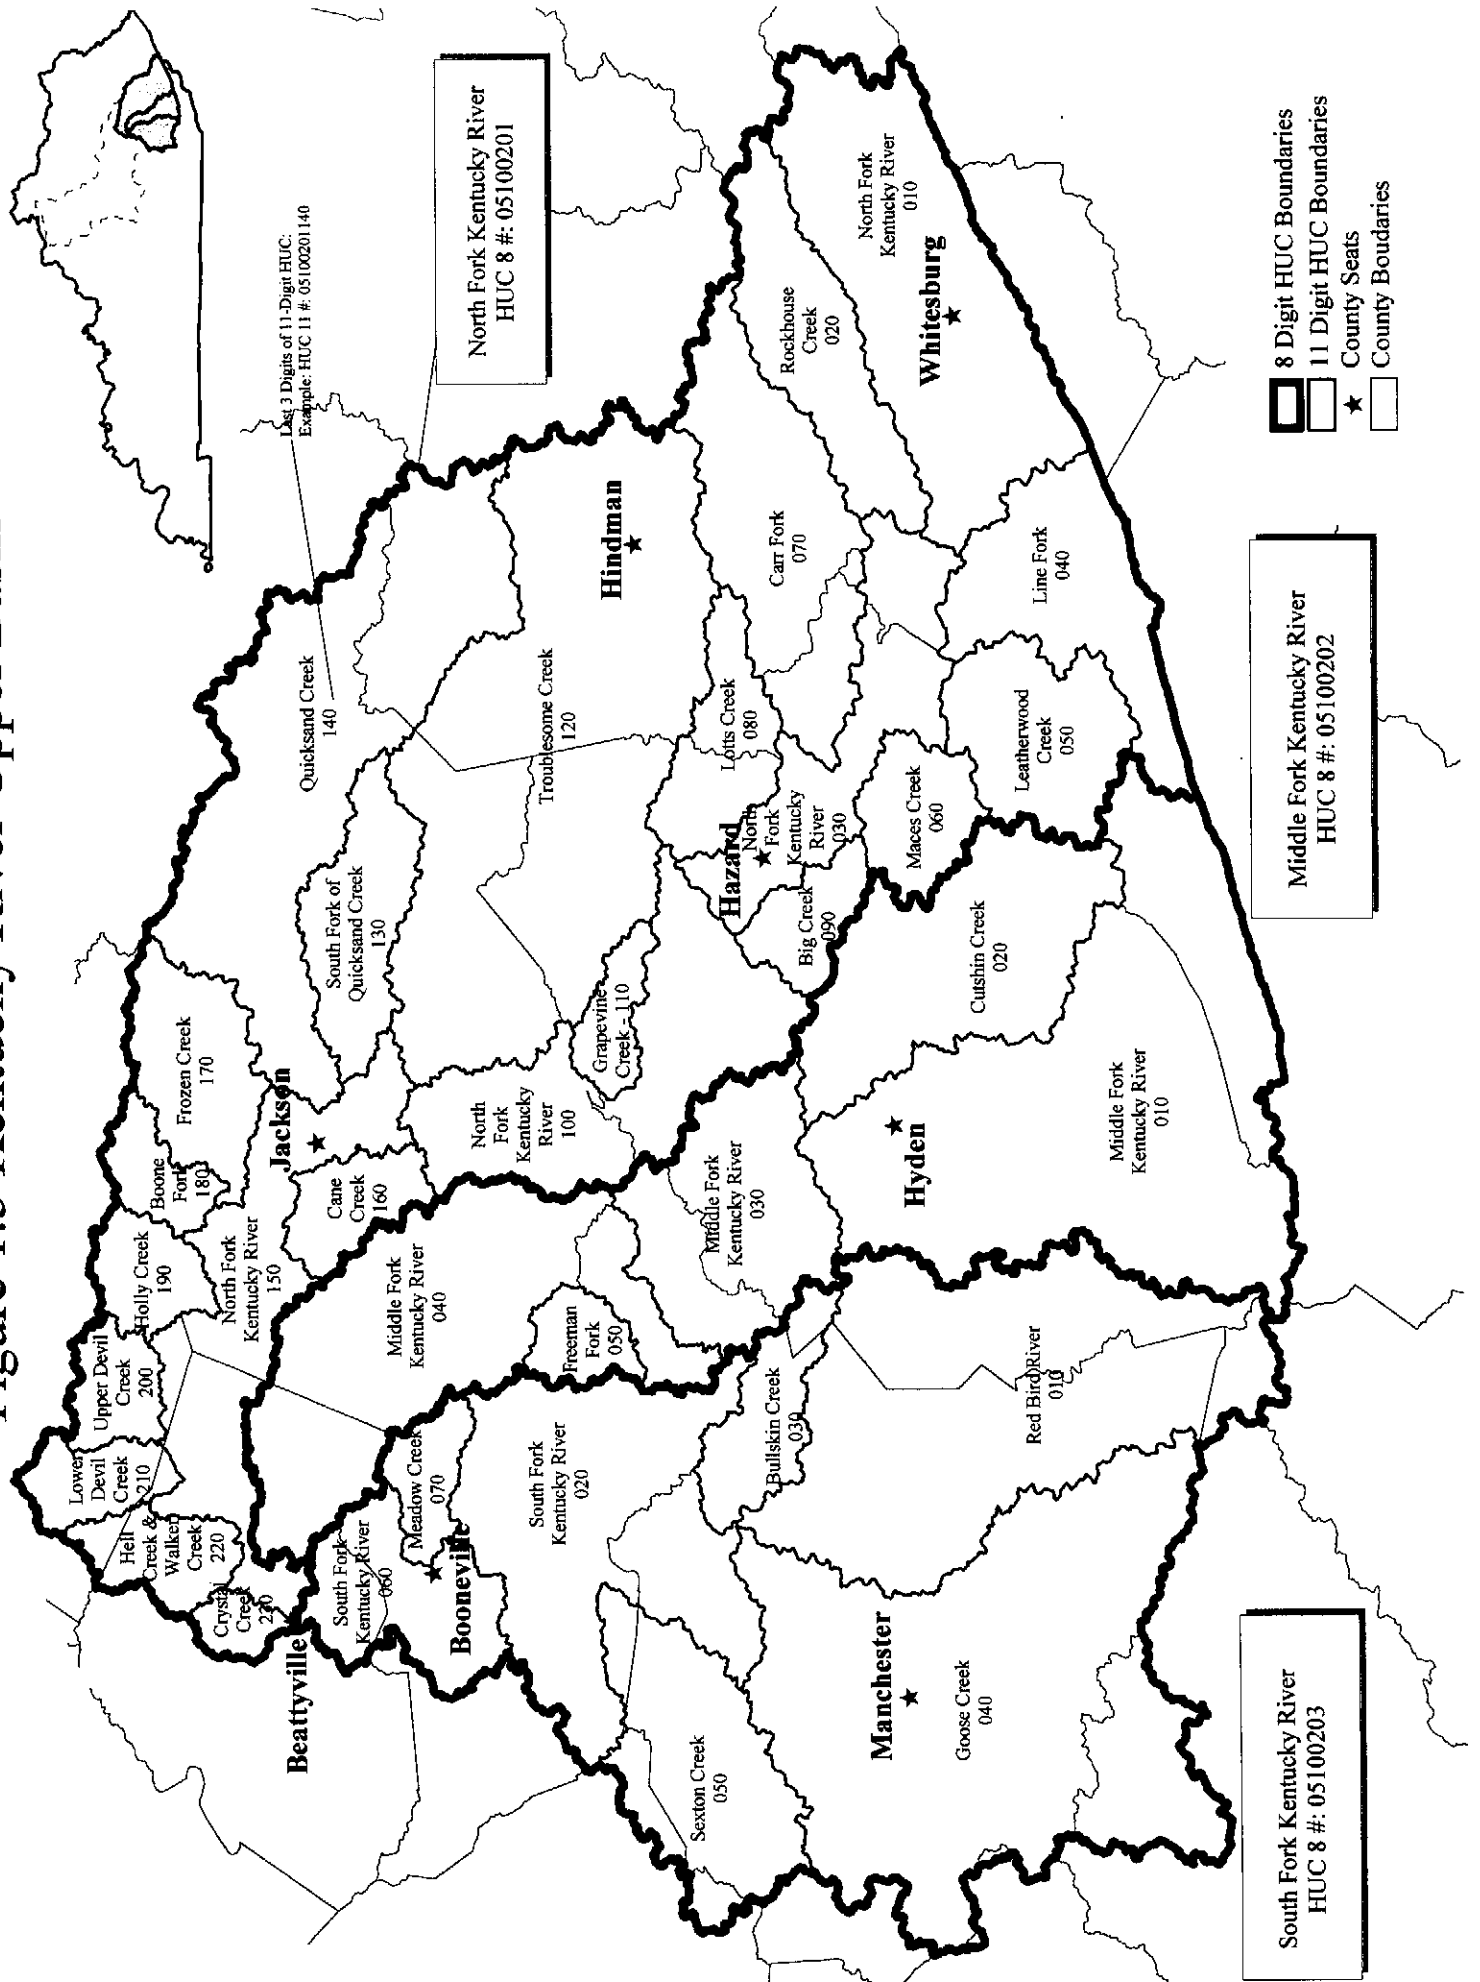 Last 3 Digits of 11-Digit HUC:
Example: HUC 11 #: 05100201140
North Fork Kentucky River
HUC 8 #: 05100201
Lower
Devil
Creek
210
Upper Devil
Creek
200
Holly Creek
190
Boone
Fork
180
Frozen Creek
170
Hell
Creek &
Walker
Creek
220
Crystal
Creek
Beattyville
North Fork
Kentucky River
150
Jackson
Cane
Creek
160
South Fork of
Quicksand Creek
130
Quicksand Creek
140
South Fork
Kentucky River
060
Meadow Creek
070
Booneville
Middle Fork
Kentucky River
040
North
Fork
Kentucky
River
100
Troublesome Creek
120
Hindman
South Fork
Kentucky River
020
Freeman
Fork
050
Grapevine
Creek - 110
Sexton Creek
050
Bullskin Creek
030
Middle Fork
Kentucky River
030
Big Creek
090
Hazard
North
Fork
Kentucky
River
030
Lotts Creek
080
Carr Fork
070
Rockhouse
Creek
020
North Fork
Kentucky River
010
Whitesburg
Manchester
Goose Creek
040
Red Bird River
010
Hyden
Cutshin Creek
020
Maces Creek
060
Leatherwood
Creek
050
Line Fork
040
Middle Fork
Kentucky River
010
South Fork Kentucky River
HUC 8 #: 05100203
Middle Fork Kentucky River
HUC 8 #: 05100202
8 Digit HUC Boundaries
11 Digit HUC Boundaries
County Seats
County Boudaries